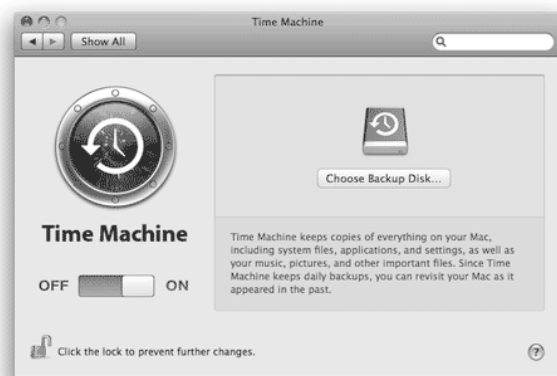 Time Machine
Show All
Choose Backup Disk...
Time Machine
OFF ON
Time Machine keeps copies of everything on your Mac,
including system files, applications, and settings, as well as
your music, pictures, and other important files. Since Time
Machine keeps daily backups, you can revisit your Mac as it
appeared in the past.
Click the lock to prevent further changes.
?